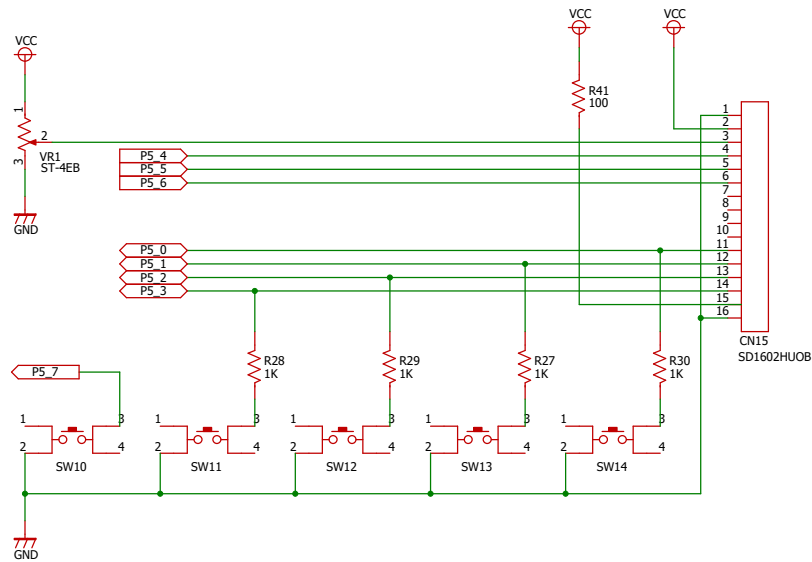 VCC
VCC
VCC
R41
100
1
2
3
VR1
ST-4EB
GND
P5_4
P5_5
P5_6
P5_0
P5_1
P5_2
P5_3
1
2
3
4
5
6
7
8
9
10
11
12
13
14
15
16
CN15
SD1602HUOB
R28
1K
R29
1K
R27
1K
R30
1K
P5_7
1
2
3
4
SW10
1
2
3
4
SW11
1
2
3
4
SW12
1
2
3
4
SW13
1
2
3
4
SW14
GND